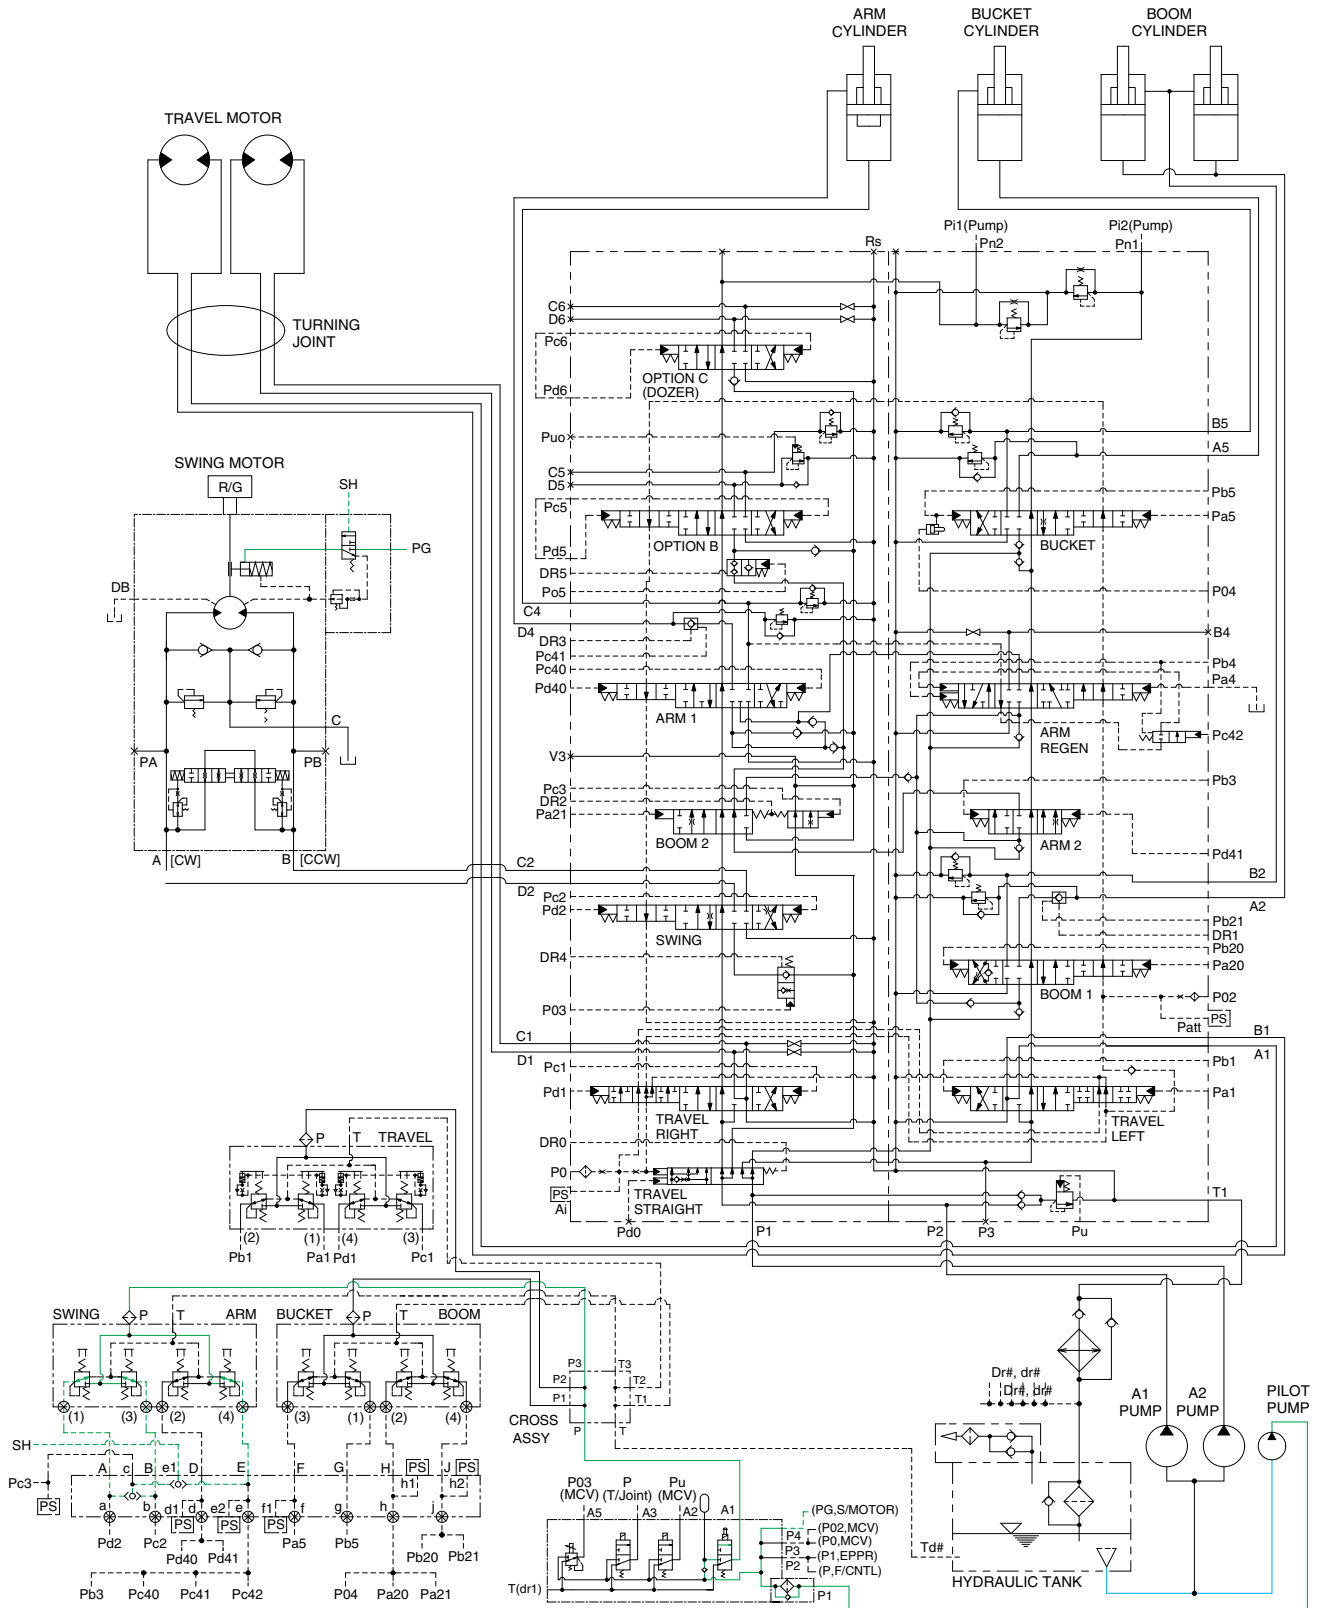 ARM CYLINDER
BUCKET CYLINDER
BOOM CYLINDER
TRAVEL MOTOR
TURNING JOINT
Pi1(Pump)
Pn2
Pi2(Pump)
Pn1
Rs
C6
D6
Pc6
Pd6
OPTION C
(DOZER)
Puo
C5
D5
Pc5
Pd5
OPTION B
DR5
Po5
C4
D4
DR3
Pc41
Pc40
Pd40
ARM 1
V3
Pc3
DR2
Pa21
BOOM 2
C2
D2
Pc2
Pd2
SWING
DR4
P03
C1
D1
Pc1
Pd1
TRAVEL RIGHT
DR0
P0
PS
Ai
TRAVEL STRAIGHT
Pd0
P1
P2
P3
Pu
B5
A5
Pb5
Pa5
BUCKET
P04
B4
Pb4
Pa4
ARM REGEN
Pc42
Pb3
ARM 2
Pd41
B2
A2
Pb21
DR1
Pb20
Pa20
BOOM 1
P02
PS
Patt
B1
A1
Pb1
Pa1
TRAVEL LEFT
T1
SWING MOTOR
R/G
SH
PG
DB
C
PA
PB
A [CW]
B [CCW]
P T TRAVEL
(2) (1) (4) (3)
Pb1 Pa1 Pd1 Pc1
SWING P T ARM
BUCKET P T BOOM
(1) (3) (2) (4)
(3) (1) (2) (4)
SH
Pc3
PS
A c B e1 D E F G H PS J PS
h1 h2
a b d1 d e2 e f1 f g h j
PS PS PS
Pd2 Pc2 Pd40 Pd41 Pa5 Pb5 Pb20 Pb21
Pb3 Pc40 Pc41 Pc42 P04 Pa20 Pa21
P3 T3
P2 T2
P1 T1
P T
CROSS ASSY
P03 (MCV)
P (T/Joint)
Pu (MCV)
A5 A3 A2 A1
T(dr1)
(PG,S/MOTOR)
P4 (P02,MCV)
(P0,MCV)
P3 (P1,EPPR)
P2 (P,F/CNTL)
P1
Dr#, dr#
Dr#, dr#
A1 PUMP
A2 PUMP
PILOT PUMP
Td#
HYDRAULIC TANK